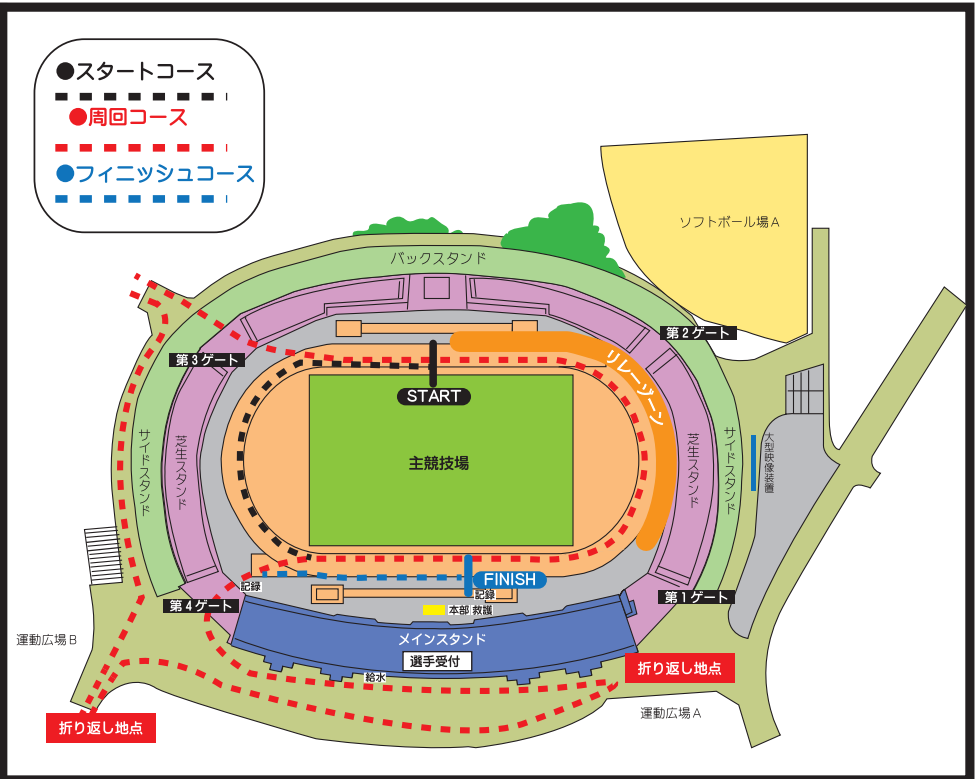 ●スタートコース
●周回コース
●フィニッシュコース
ソフトボール場A
バックスタンド
第2ゲート
第3ゲート
リレーゾーン
START
主競技場
サイドスタンド
芝生スタンド
芝生スタンド
サイドスタンド
大型映像装置
FINISH
記録
記録
第4ゲート
本部 救護
第1ゲート
メインスタンド
運動広場B
選手受付
給水
折り返し地点
運動広場A
折り返し地点